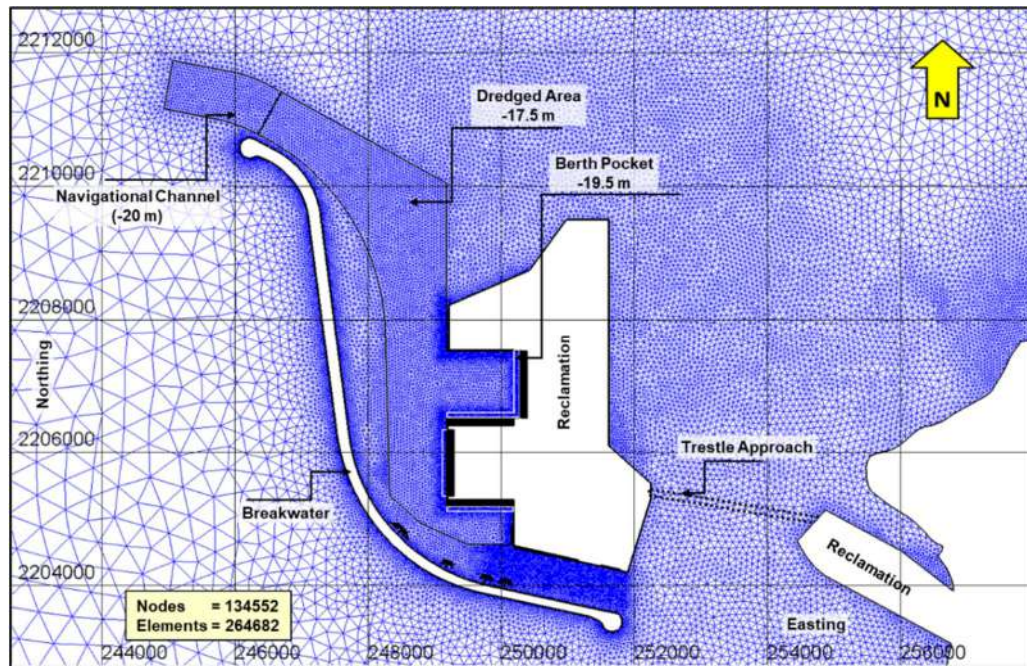 2212000
N
Dredged Area
-17.5 m
2210000
Berth Pocket
-19.5 m
Navigational Channel
(-20 m)
2208000
Northing
Reclamation
2206000
Trestle Approach
Breakwater
Reclamation
2204000
Nodes = 134552
Elements = 264682
Easting
244000
246000
248000
250000
252000
254000
256000